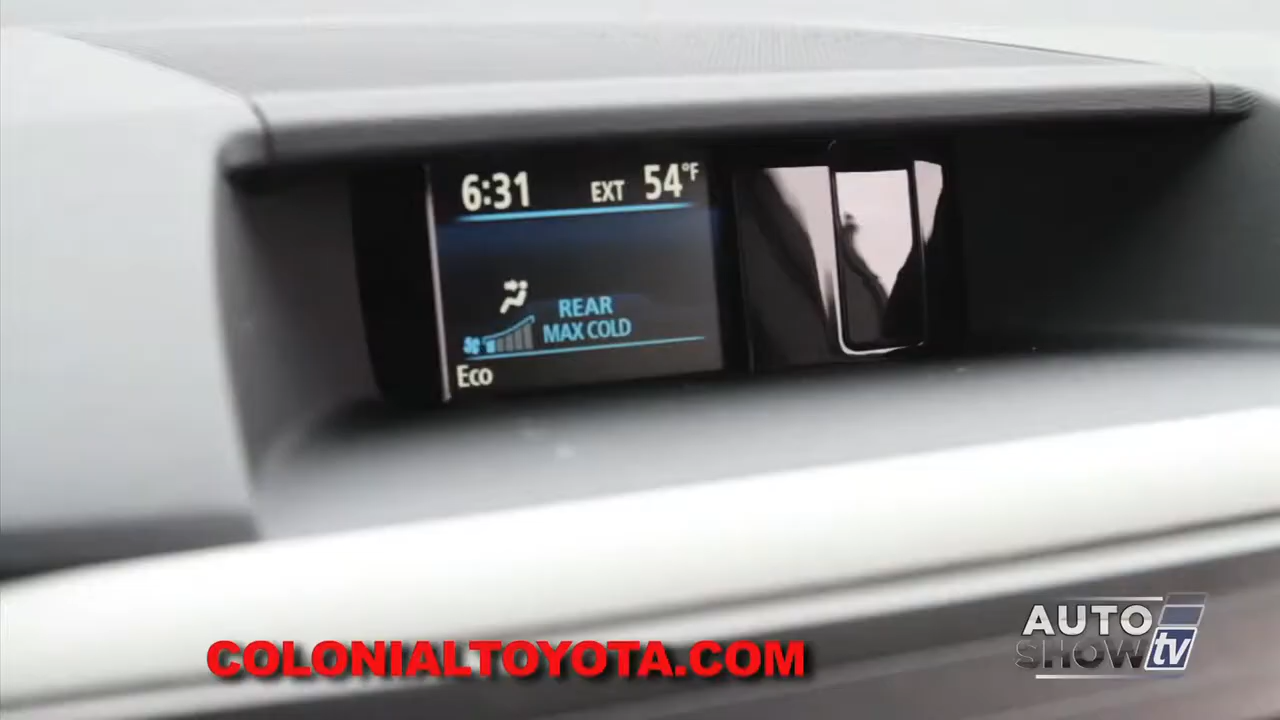 6:31 EXT 54°F
REAR
MAX COLD
Eco
COLONIALTOYOTA.COM
AUTO
SHOW tv